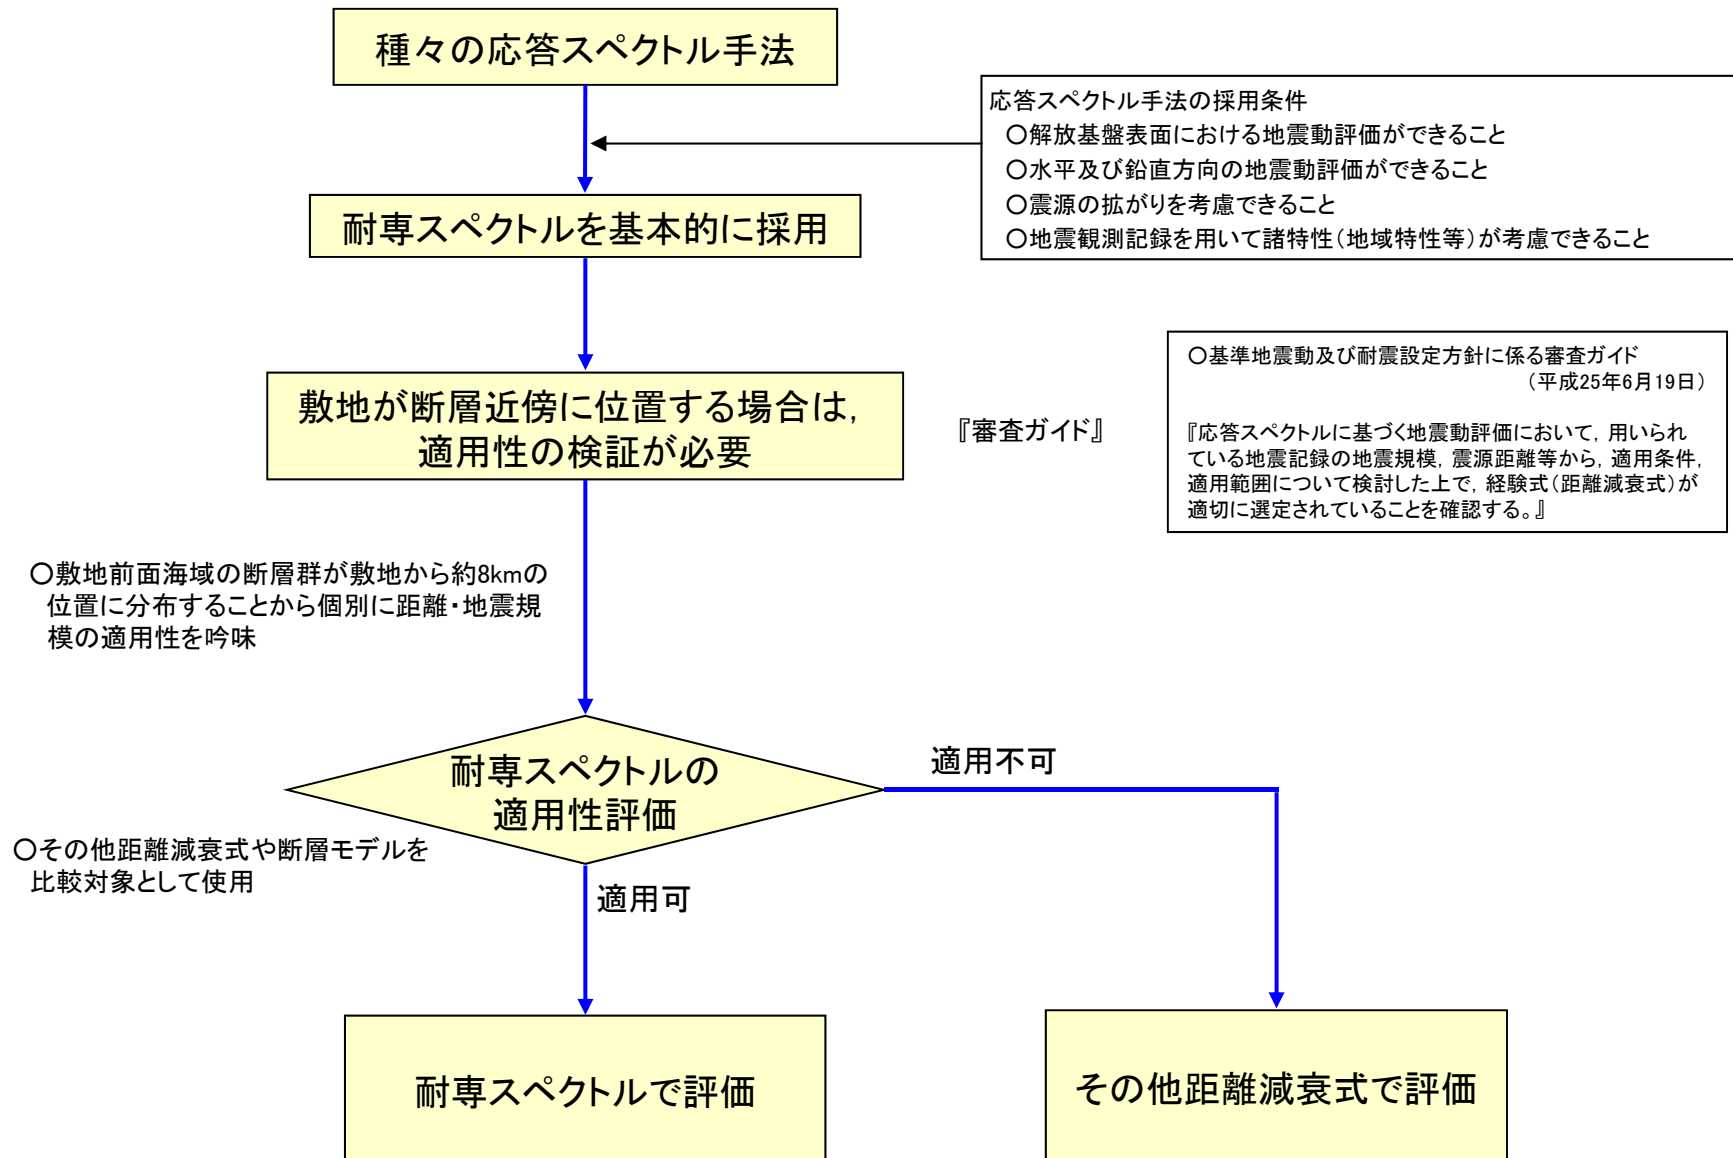 種々の応答スペクトル手法
応答スペクトル手法の採用条件
○解放基盤表面における地震動評価ができること
○水平及び鉛直方向の地震動評価ができること
○震源の拡がりを考慮できること
○地震観測記録を用いて諸特性（地域特性等）が考慮できること
耐専スペクトルを基本的に採用
敷地が断層近傍に位置する場合は，
適用性の検証が必要
『審査ガイド』
○基準地震動及び耐震設定方針に係る審査ガイド
（平成25年6月19日）
『応答スペクトルに基づく地震動評価において，用いられ
ている地震記録の地震規模，震源距離等から，適用条件，
適用範囲について検討した上で，経験式（距離減衰式）が
適切に選定されていることを確認する。』
○敷地前面海域の断層群が敷地から約8kmの
位置に分布することから個別に距離・地震規
模の適用性を吟味
耐専スペクトルの
適用性評価
適用不可
○その他距離減衰式や断層モデルを
比較対象として使用
適用可
耐専スペクトルで評価
その他距離減衰式で評価